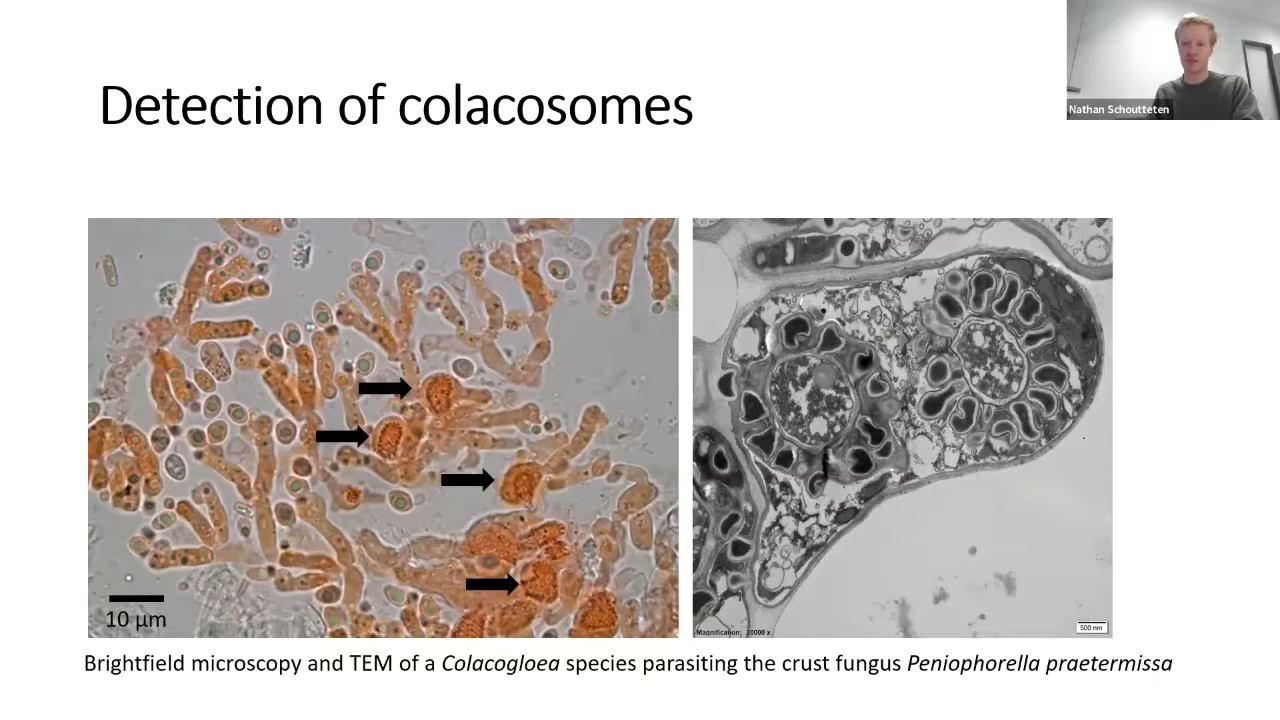 Detection of colacosomes
Nathan Schoutteten
10 µm
Magnification: 20000 x
500 nm
Brightfield microscopy and TEM of a Colacogloea species parasiting the crust fungus Peniophorella praetermissa